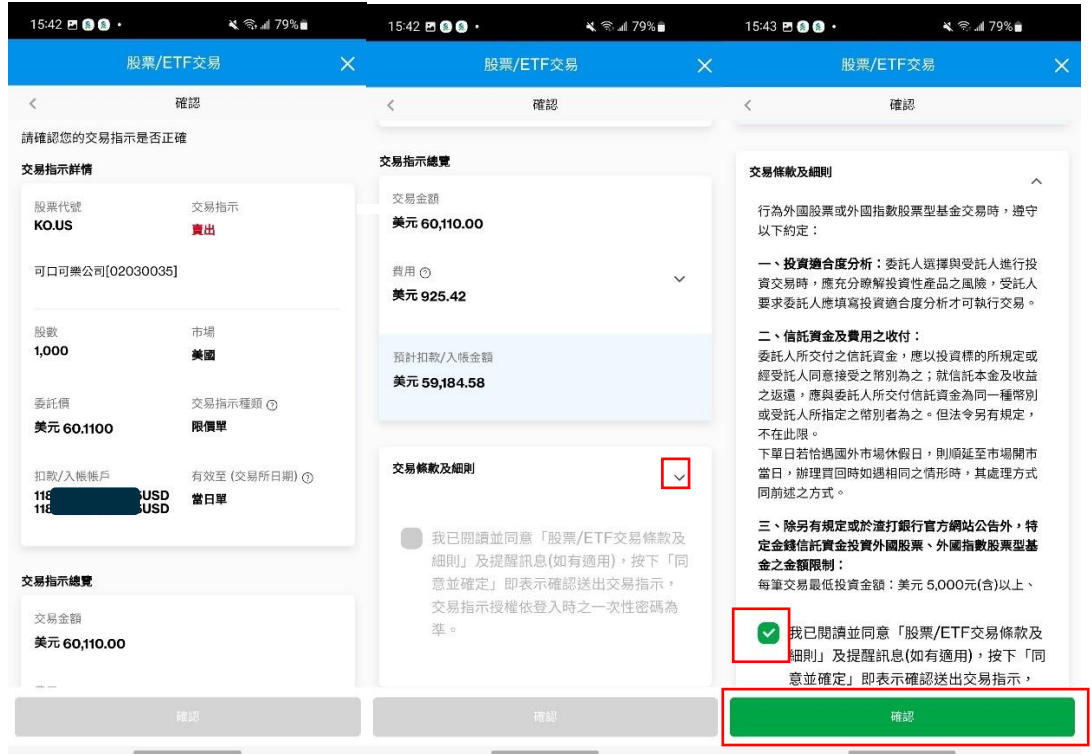 15:42
79%
股票/ETF交易
確認
請確認您的交易指示是否正確
交易指示詳情
股票代號
交易指示
KO.US
賣出
可口可樂公司[02030035]
股數
市場
1,000
美國
委託價
交易指示種類
美元 60.1100
限價單
扣款/入帳帳戶
有效至 (交易所日期)
118
USD
當日單
118
USD
交易指示總覽
交易金額
美元 60,110.00
確認
15:42
79%
股票/ETF交易
確認
交易指示總覽
交易金額
美元 60,110.00
費用
美元 925.42
預計扣款/入帳金額
美元 59,184.58
交易條款及細則
我已閱讀並同意「股票/ETF交易條款及
細則」及提醒訊息(如有適用)，按下「同
意並確定」即表示確認送出交易指示，
交易指示授權依登入時之一次性密碼為
準。
確認
15:43
79%
股票/ETF交易
確認
交易條款及細則
行為外國股票或外國指數股票型基金交易時，遵守
以下約定：
一、投資適合度分析：委託人選擇與受託人進行投
資交易時，應充分瞭解投資性產品之風險，受託人
要求委託人應填寫投資適合度分析才可執行交易。
二、信託資金及費用之收付：
委託人所交付之信託資金，應以投資標的所規定或
經受託人同意接受之幣別為之；就信託本金及收益
之返還，應與委託人所交付信託資金為同一種幣別
或受託人所指定之幣別者為之。但法令另有規定，
不在此限。
下單日若恰遇國外市場休假日，則順延至市場開市
當日，辦理買回時如遇相同之情形時，其處理方式
同前述之方式。
三、除另有規定或於渣打銀行官方網站公告外，特
定金錢信託資金投資外國股票、外國指數股票型基
金之金額限制：
每筆交易最低投資金額：美元 5,000元(含)以上、
我已閱讀並同意「股票/ETF交易條款及
細則」及提醒訊息(如有適用)，按下「同
意並確定」即表示確認送出交易指示，
確認